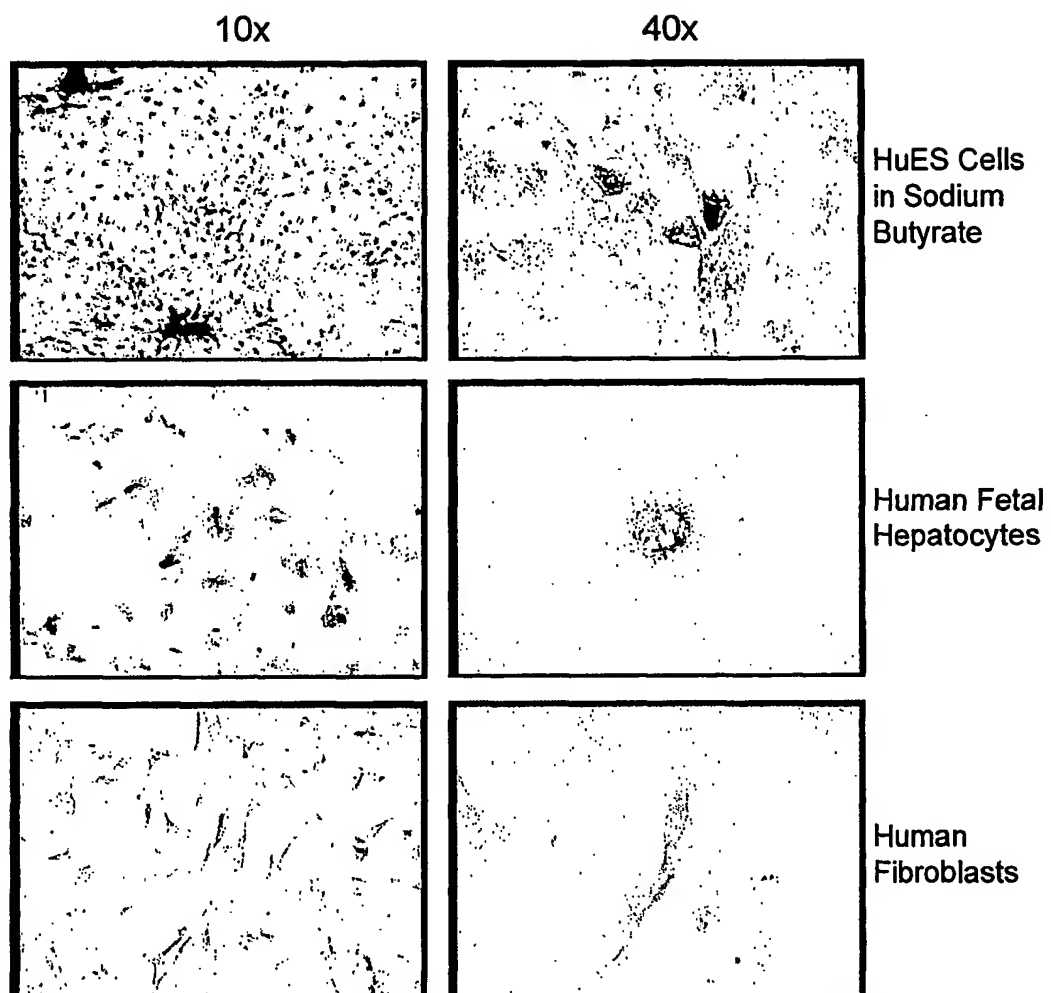 10x
40x
HuES Cells
in Sodium
Butyrate
Human Fetal
Hepatocytes
Human
Fibroblasts